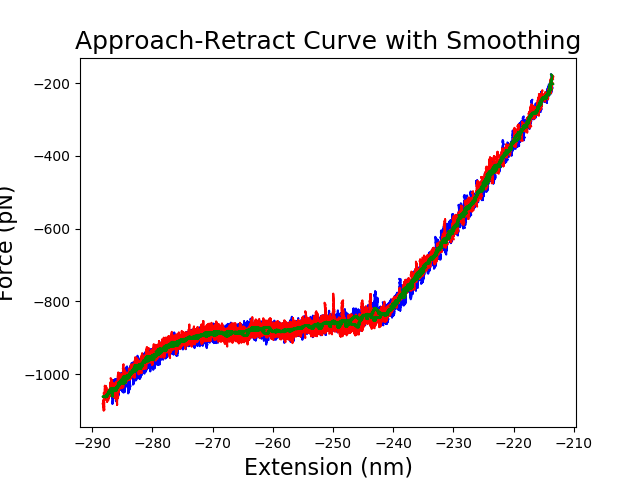 Approach-Retract Curve with Smoothing
Force (pN)
−200
−400
−600
−800
−1000
−290 −280 −270 −260 −250 −240 −230 −220 −210
Extension (nm)